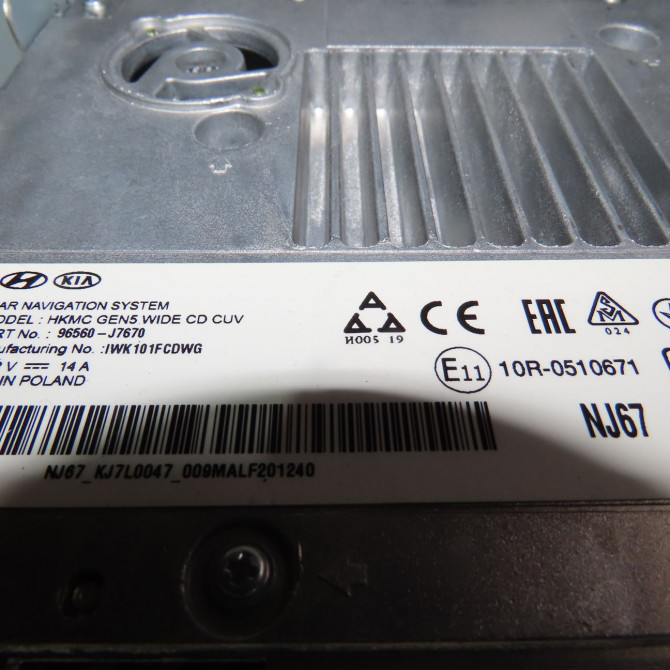 KIA
AR NAVIGATION SYSTEM
ODEL : HKMC GEN5 WIDE CD CUV
RT No. : 96560-J7670
ufacturing No. :IWK101FCDWG
V 14 A
IN POLAND
И005 19
CE
EAC
024
E11
10R-0510671
NJ67
NJ67_KJ7L0047_009MALF201240